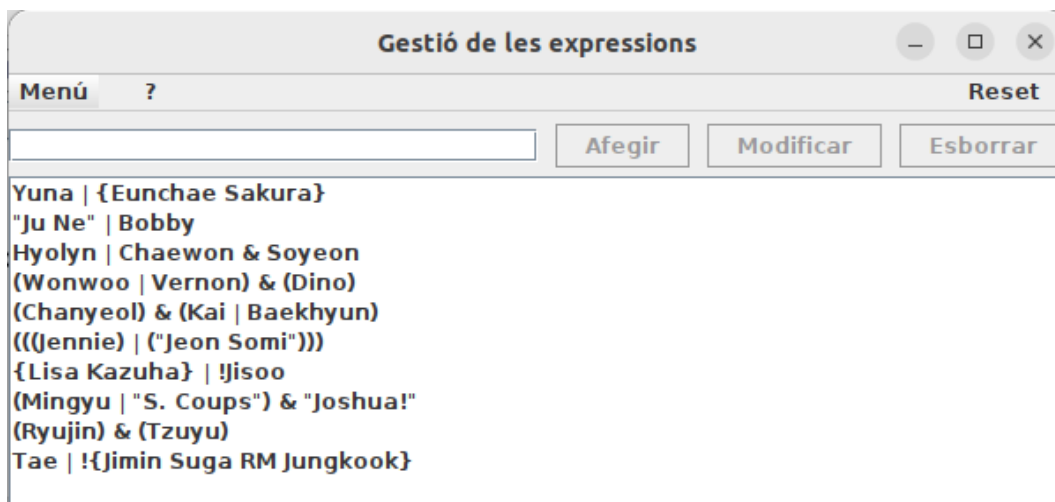 Gestió de les expressions
Menú ? Reset
Afegir Modificar Esborrar
Yuna | {Eunchae Sakura}
"Ju Ne" | Bobby
Hyolyn | Chaewon & Soyeon
(Wonwoo | Vernon) & (Dino)
(Chanyeol) & (Kai | Baekhyun)
(((Jennie) | ("Jeon Somi")))
{Lisa Kazuha} | !Jisoo
(Mingyu | "S. Coups") & "Joshua!"
(Ryujin) & (Tzuyu)
Tae | !{Jimin Suga RM Jungkook}